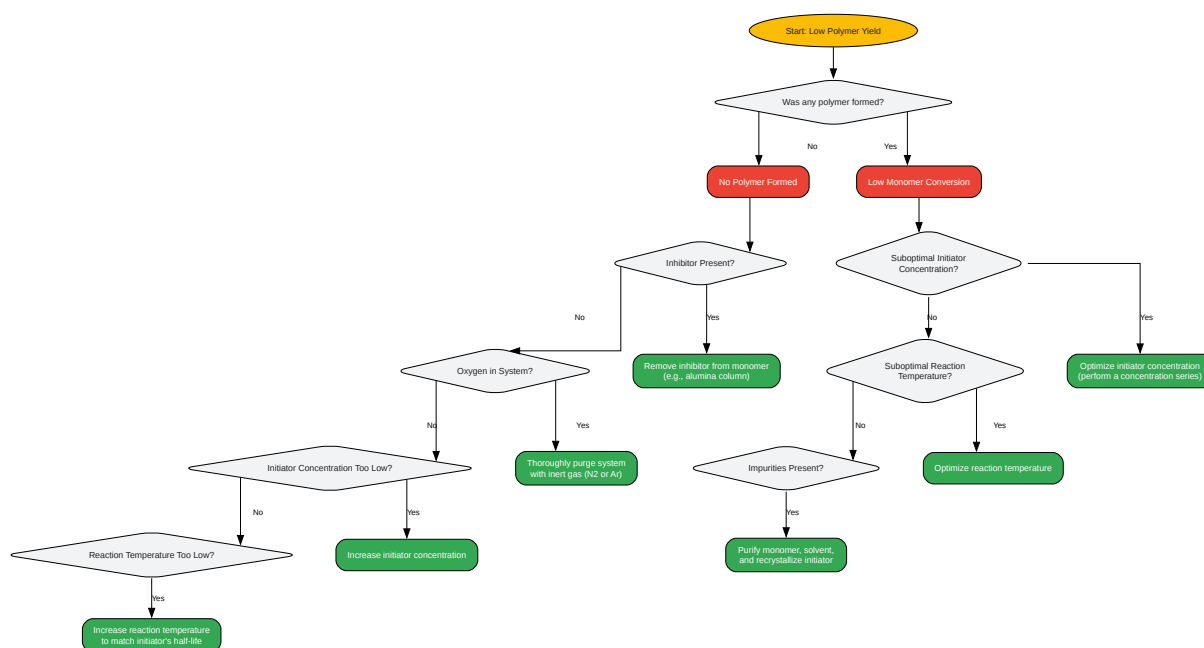 Start: Low Polymer Yield
Was any polymer formed?
No
Yes
No Polymer Formed
Low Monomer Conversion
Inhibitor Present?
Suboptimal Initiator
Concentration?
No
Yes
No
Yes
Oxygen in System?
Remove inhibitor from monomer
(e.g., alumina column)
Suboptimal Reaction
Temperature?
Optimize initiator concentration
(perform a concentration series)
No
Yes
No
Yes
Initiator Concentration Too Low?
Thoroughly purge system
with inert gas (N2 or Ar)
Impurities Present?
Optimize reaction temperature
No
Yes
Yes
Reaction Temperature Too Low?
Increase initiator concentration
Purify monomer, solvent,
and recrystallize initiator
Yes
Increase reaction temperature
to match initiator's half-life